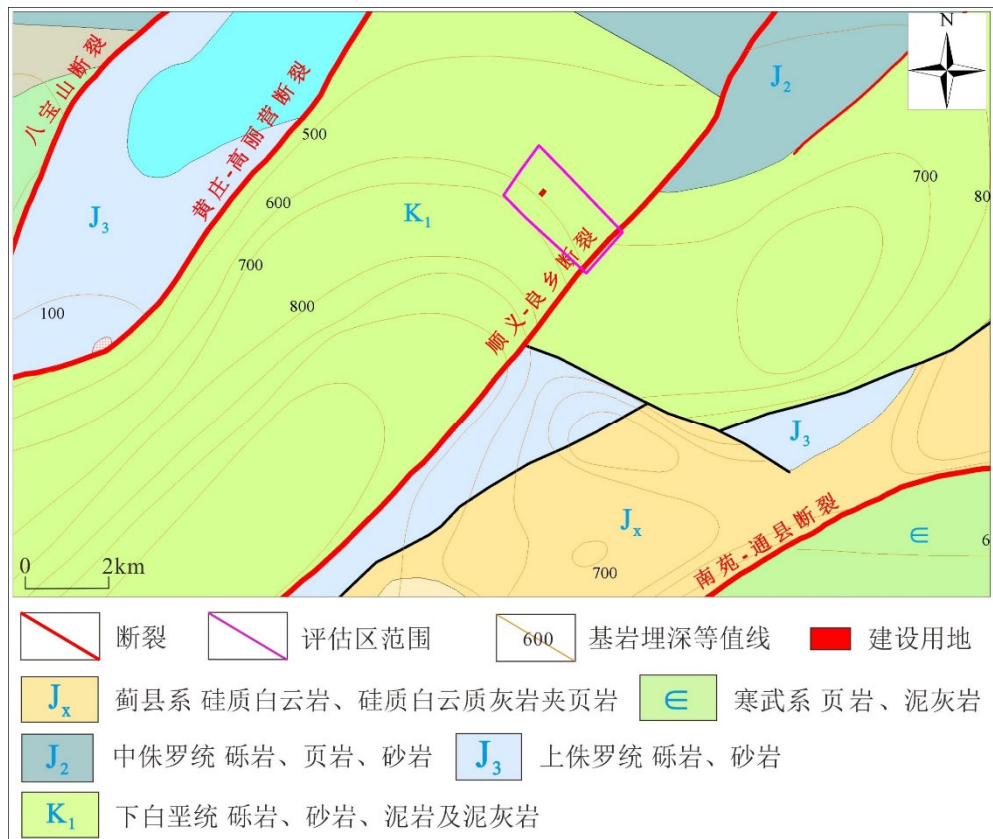 N
J₂
八宝山断裂
黄庄-高丽营断裂
500
600
700
800
K₁
J₃
100
顺义-良乡断裂
700
80
J₃
Jₓ
700
南苑-通县断裂
∈
6
0 2km
断裂
评估区范围
600 基岩埋深等值线
建设用地
Jₓ 蓟县系 硅质白云岩、硅质白云质灰岩夹页岩
∈ 寒武系 页岩、泥灰岩
J₂ 中侏罗统 砾岩、页岩、砂岩
J₃ 上侏罗统 砾岩、砂岩
K₁ 下白垩统 砾岩、砂岩、泥岩及泥灰岩